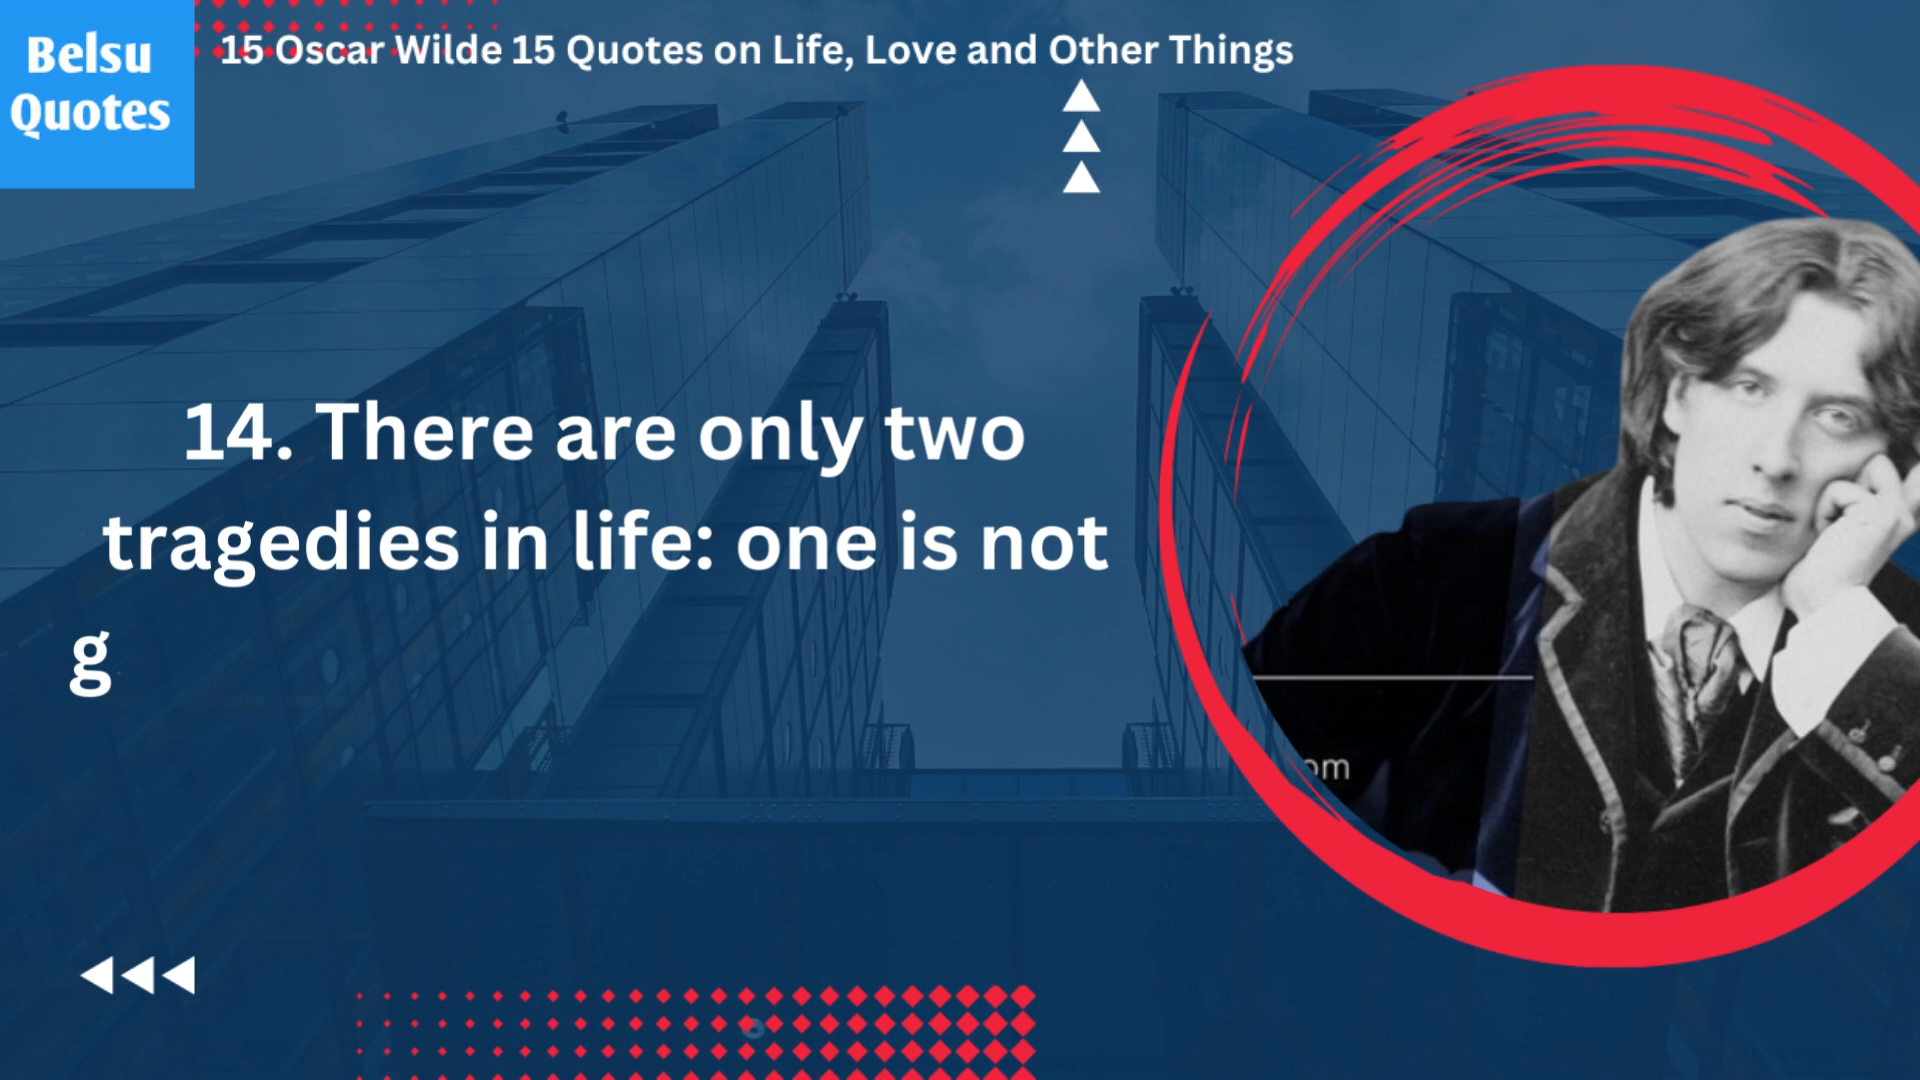 Belsu
Quotes
15 Oscar Wilde 15 Quotes on Life, Love and Other Things
14. There are only two
tragedies in life: one is not
g
om